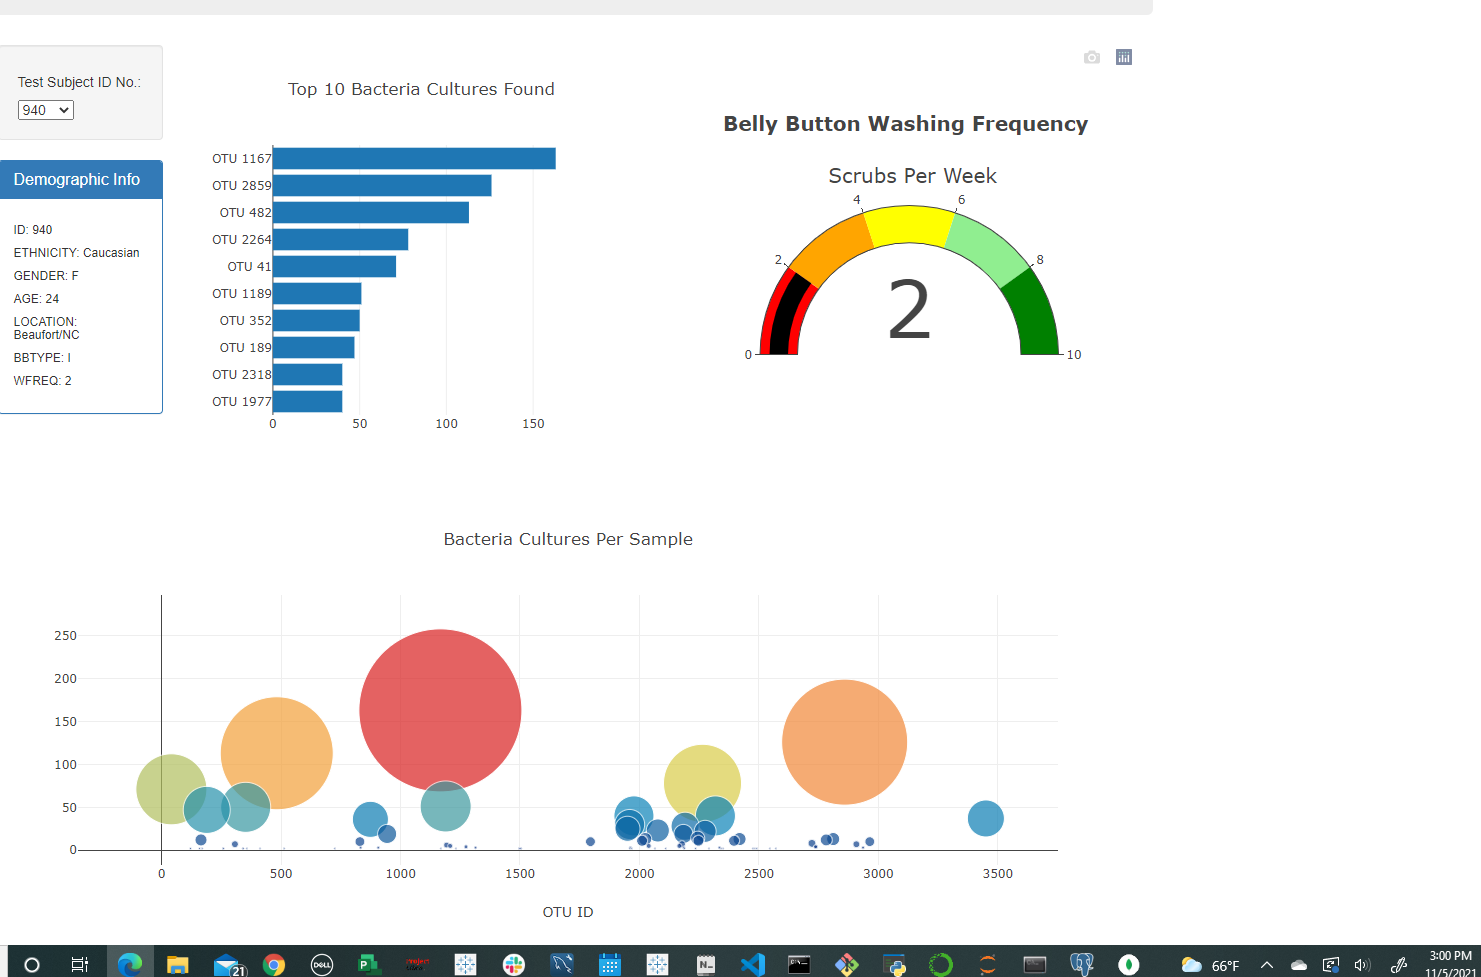 Test Subject ID No.:
940
Demographic Info
ID: 940
ETHNICITY: Caucasian
GENDER: F
AGE: 24
LOCATION:
Beaufort/NC
BBTYPE: I
WFREQ: 2
Top 10 Bacteria Cultures Found
OTU 1167
OTU 2859
OTU 482
OTU 2264
OTU 41
OTU 1189
OTU 352
OTU 189
OTU 2318
OTU 1977
0 50 100 150
Belly Button Washing Frequency
Scrubs Per Week
4 6
2 8
2
0 10
Bacteria Cultures Per Sample
250
200
150
100
50
0
0 500 1000 1500 2000 2500 3000 3500
OTU ID
21 DELL P Project N 66°F 3:00 PM
11/5/2021